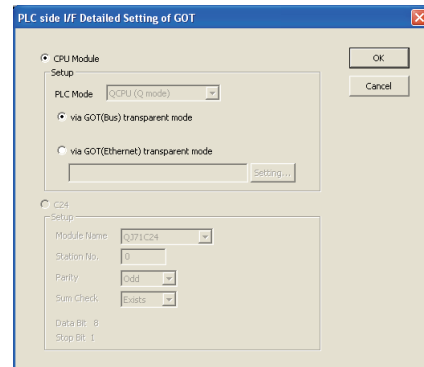 PLC side I/F Detailed Setting of GOT
CPU Module
OK
Setup
Cancel
PLC Mode QCPU (Q mode)
via GOT(Bus) transparent mode
via GOT(Ethernet) transparent mode
Setting...
C24
Setup
Module Name QJ71C24
Station No. 0
Parity Odd
Sum Check Exists
Data Bit 8
Stop Bit 1